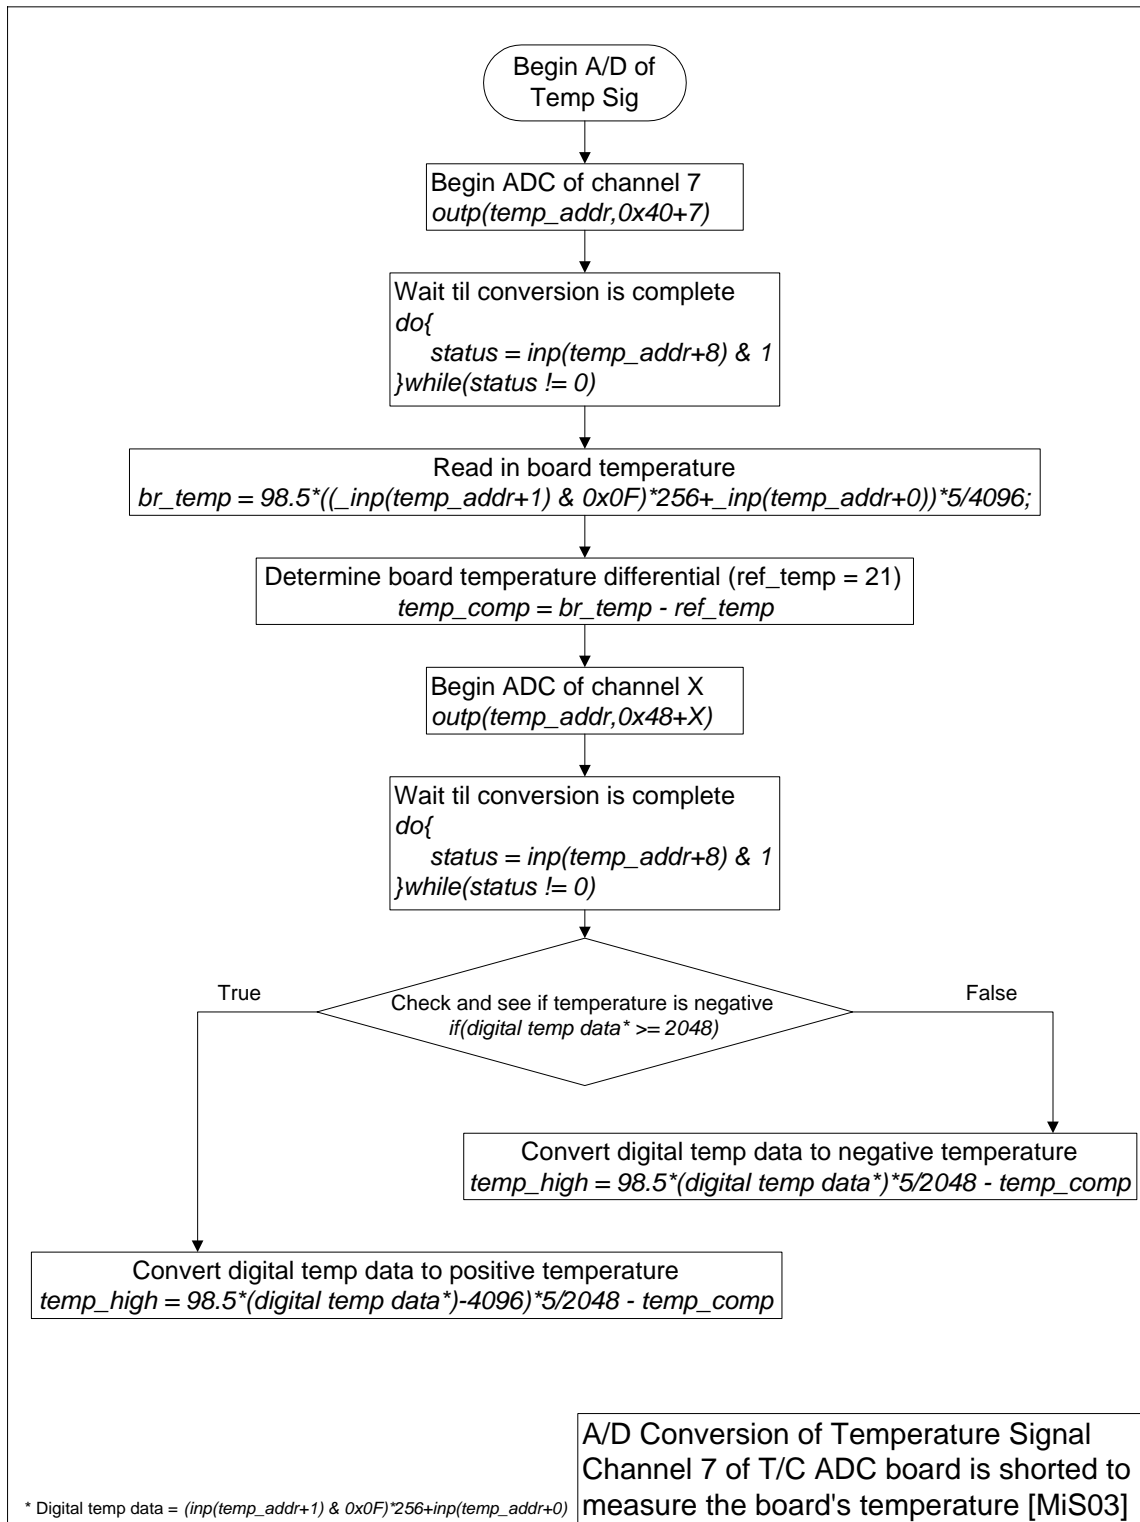 Begin A/D of
Temp Sig
Begin ADC of channel 7
outp(temp_addr,0x40+7)
Wait til conversion is complete
do{
status = inp(temp_addr+8) & 1
}while(status != 0)
Read in board temperature
br_temp = 98.5*((_inp(temp_addr+1) & 0x0F)*256+_inp(temp_addr+0))*5/4096;
Determine board temperature differential (ref_temp = 21)
temp_comp = br_temp - ref_temp
Begin ADC of channel X
outp(temp_addr,0x48+X)
Wait til conversion is complete
do{
status = inp(temp_addr+8) & 1
}while(status != 0)
True
Check and see if temperature is negative
if(digital temp data* >= 2048)
False
Convert digital temp data to negative temperature
temp_high = 98.5*(digital temp data*)*5/2048 - temp_comp
Convert digital temp data to positive temperature
temp_high = 98.5*(digital temp data*)-4096)*5/2048 - temp_comp
A/D Conversion of Temperature Signal
Channel 7 of T/C ADC board is shorted to
measure the board's temperature [MiS03]
* Digital temp data = (inp(temp_addr+1) & 0x0F)*256+inp(temp_addr+0)